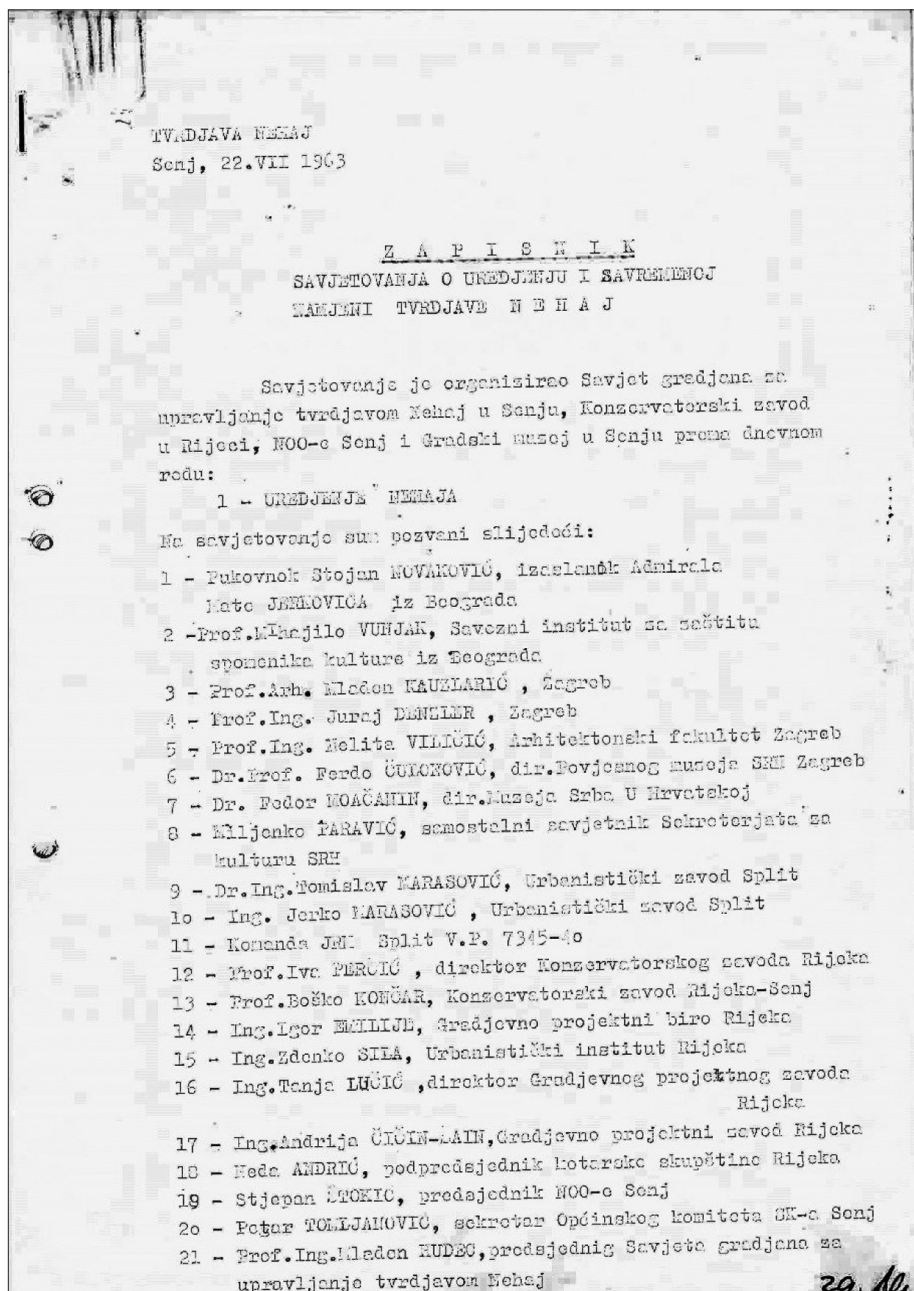 TVRDJAVA NEHAJ
Senj, 22.VII 1963
Z A P I S N I K
SAVJETOVANJA O UREDJENJU I SAVREMENOJ
NAMJENI TVRDJAVE N E H A J
Savjetovanje je organizirao Savjet gradjana za
upravljanje tvrdjavom Nehaj u Senju, Konzervatorski zavod
u Rijeci, NOO-e Senj i Gradski muzej u Senju prema dnevnom
redu:
1 - UREDJENJE NEHAJA
Na savjetovanje su pozvani slijedeći:
1 - Pukovnok Stojan NOVAKOVIĆ, izaslanik Admirala
Mate JERKOVIĆA iz Beograda
2 -Prof.Mihajilo VUNJAK, Savezni institut za zaštitu
spomenika kulture iz Beograda
3 - Prof.Arh. Mladen KAUZLARIĆ , Zagreb
4 - Prof.Ing. Juraj DENZLER , Zagreb
5 - Prof.Ing. Melita VILIČIĆ, Arhitektonski fakultet Zagreb
6 - Dr.Prof. Ferdo ČULINOVIĆ, dir.Povjesnog muzeja SRH Zagreb
7 - Dr. Fedor MOAČANIN, dir.Muzeja Srba U Hrvatskoj
8 - Miljenko PARAVIĆ, samostalni savjetnik Sekreterjata za
kulturu SRH
9 - Dr.Ing.Tomislav MARASOVIĆ, Urbanistički zavod Split
10 - Ing. Jerko MARASOVIĆ , Urbanistički zavod Split
11 - Komanda JRM Split V.P. 7345-40
12 - Prof.Iva PERČIĆ , direktor Konzervatorskog zavoda Rijeka
13 - Prof.Boško KONČAR, Konzervatorski zavod Rijeka-Senj
14 - Ing.Igor EMILIJE, Gradjevno projektni biro Rijeka
15 - Ing.Zdenko SILA, Urbanistički institut Rijeka
16 - Ing.Tanja LUČIĆ ,direktor Gradjevnog projektnog zavoda
Rijeka
17 - Ing.Andrija ČIČIN-ŠAIN,Gradjevno projektni zavod Rijeka
18 - Neda ANDRIĆ, podpredsjednik kotarske skupštine Rijeka
19 - Stjepan ŠTOKIĆ, predsjednik NOO-e Senj
20 - Petar TOMLJANOVIĆ, sekretar Općinskog komiteta SK-a Senj
21 - Prof.Ing.Mladen HUDEC,predsjednig Savjeta gradjana za
upravljanje tvrdjavom Nehaj